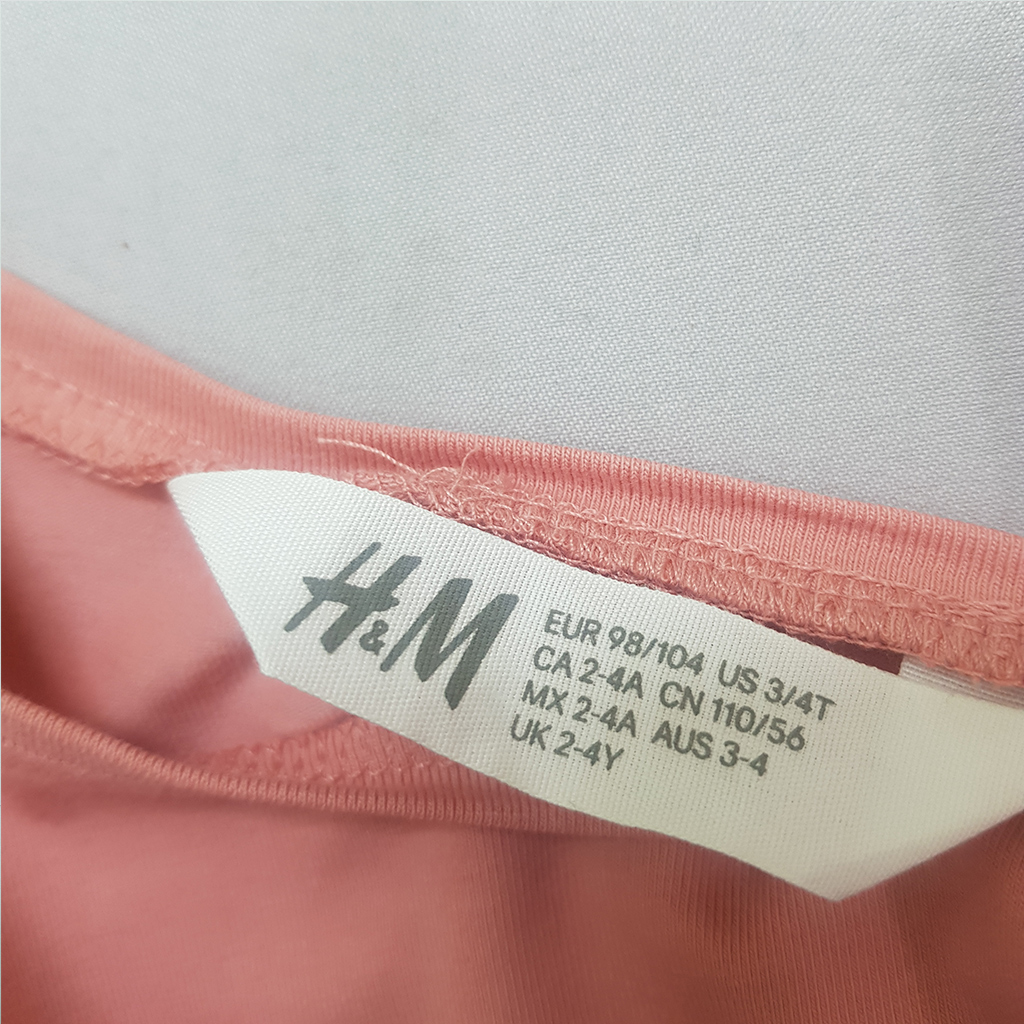 H&M
EUR 98/104 US 3/4T
CA 2-4A CN 110/56
MX 2-4A AUS 3-4
UK 2-4Y